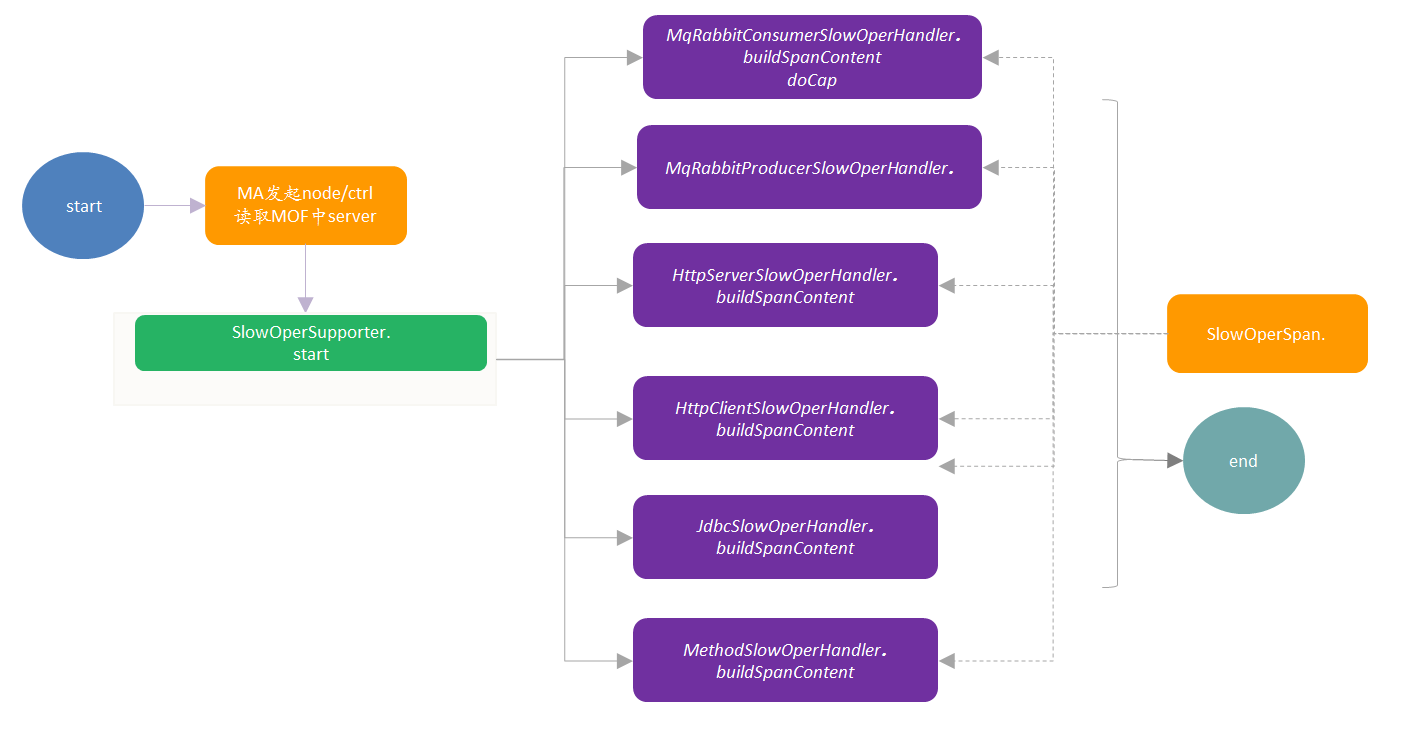 start
MA发起node/ctrl
读取MOF中server
SlowOperSupporter.
start
MqRabbitConsumerSlowOperHandler.
buildSpanContent
doCap
MqRabbitProducerSlowOperHandler.
HttpServerSlowOperHandler.
buildSpanContent
HttpClientSlowOperHandler.
buildSpanContent
JdbcSlowOperHandler.
buildSpanContent
MethodSlowOperHandler.
buildSpanContent
SlowOperSpan.
end